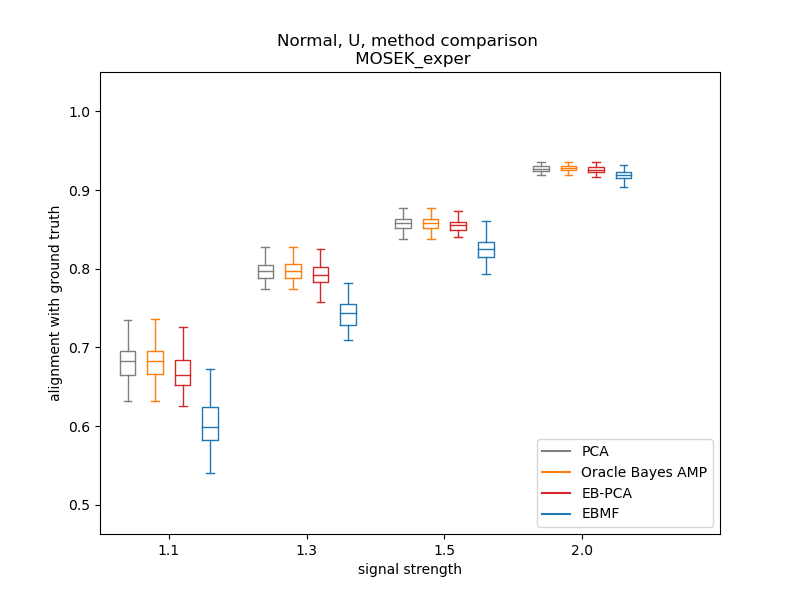 Normal, U, method comparison
MOSEK_exper
1.0
0.9
0.8
0.7
0.6
0.5
alignment with ground truth
1.1
1.3
1.5
2.0
signal strength
PCA
Oracle Bayes AMP
EB-PCA
EBMF